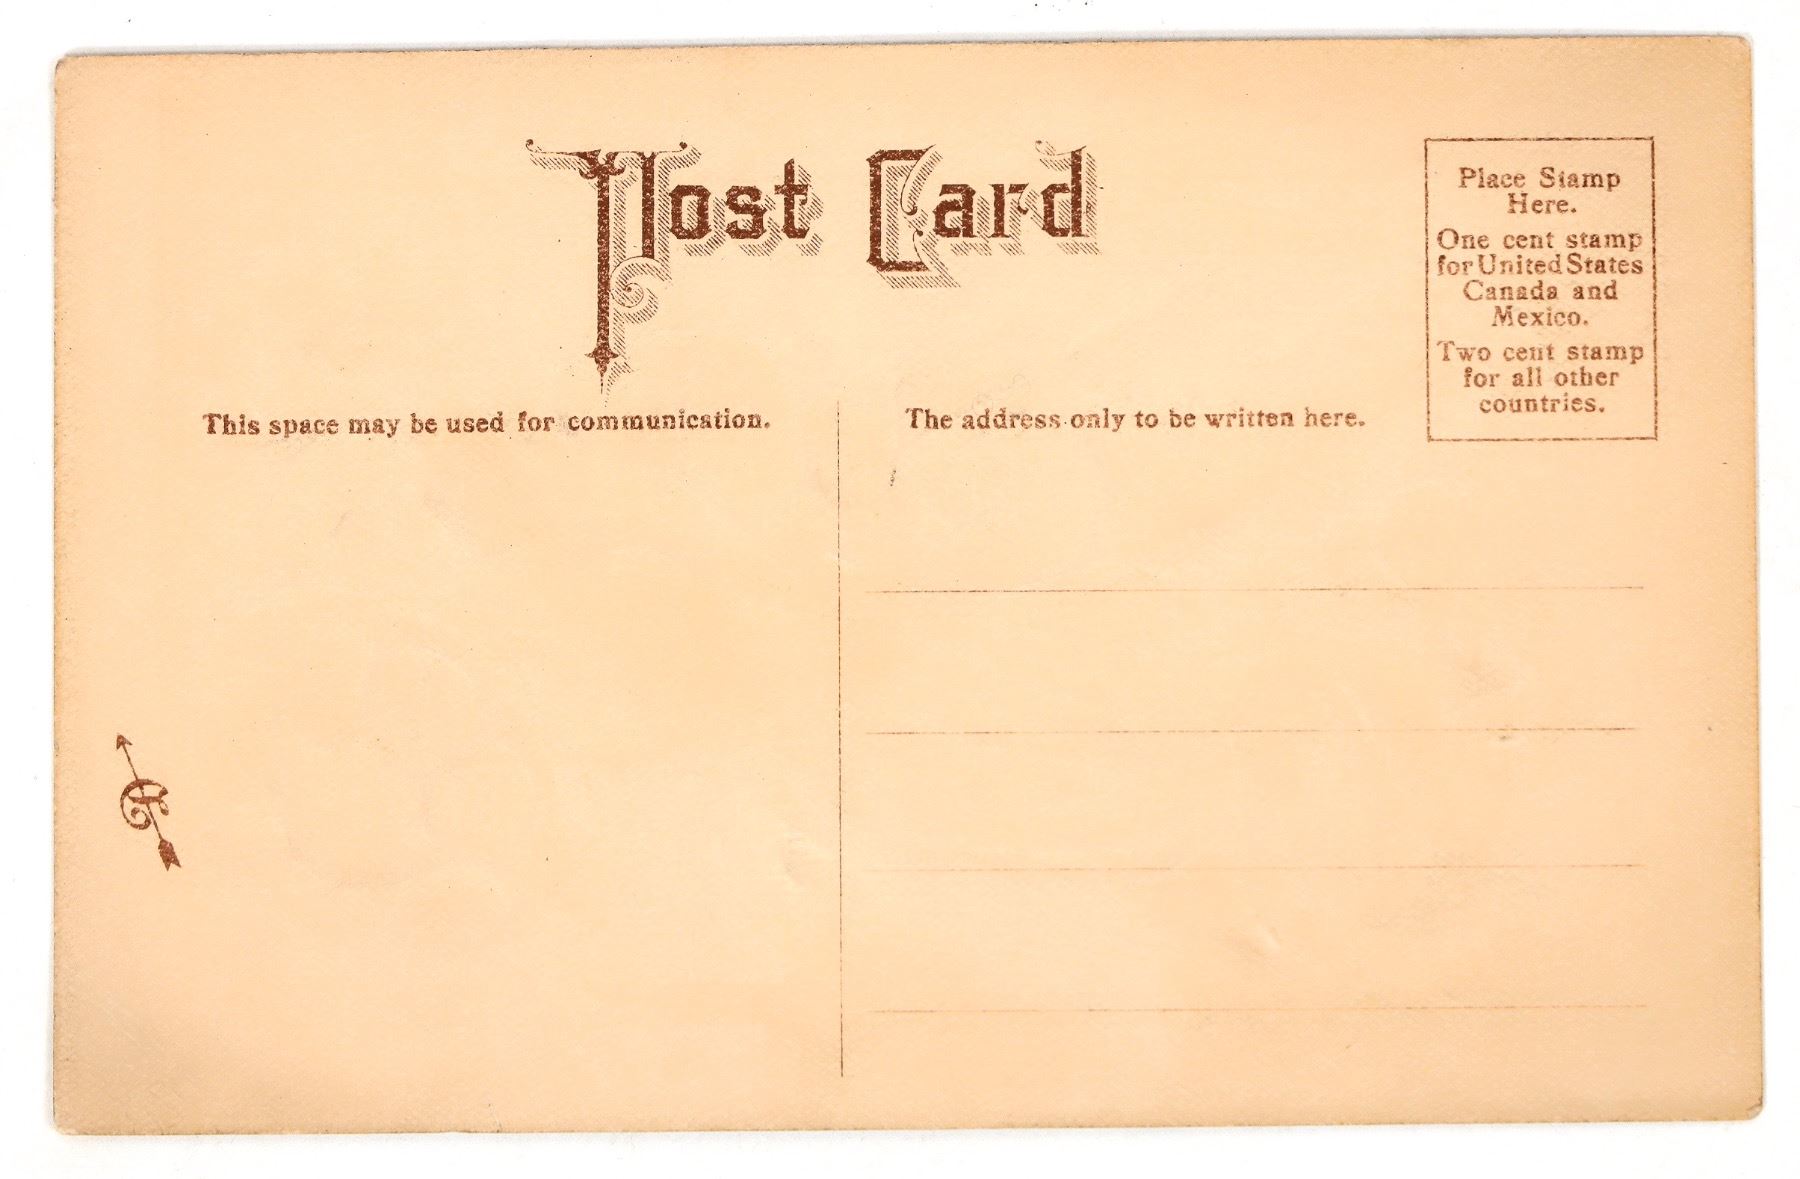 Post Card
Place Stamp
Here.
One cent stamp
for United States
Canada and
Mexico.
Two cent stamp
for all other
countries.
This space may be used for communication.
The address only to be written here.